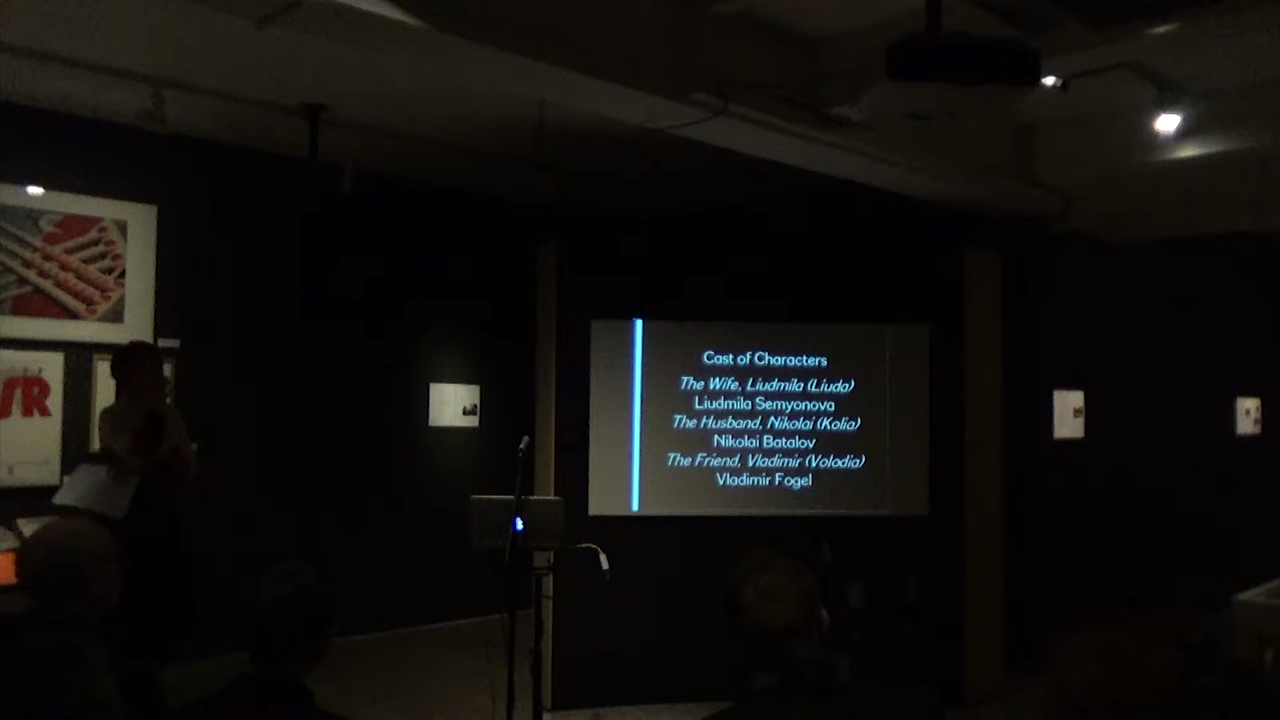 Cast of Characters
The Wife, Liudmila (Liuda)
Liudmila Semyonova
The Husband, Nikolai (Kolia)
Nikolai Batalov
The Friend, Vladimir (Volodia)
Vladimir Fogel
SR